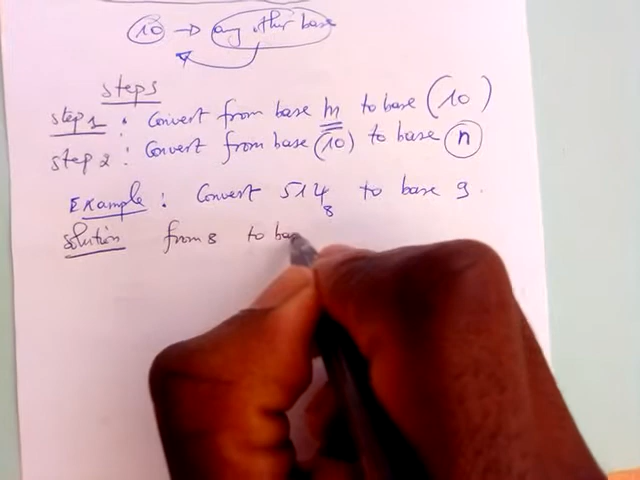 10 → any other base
steps
step 1 : Convert from base m to base (10)
step 2 : Convert from base (10) to base n
Example : Convert 514₈ to base 9.
solution from 8 to bas